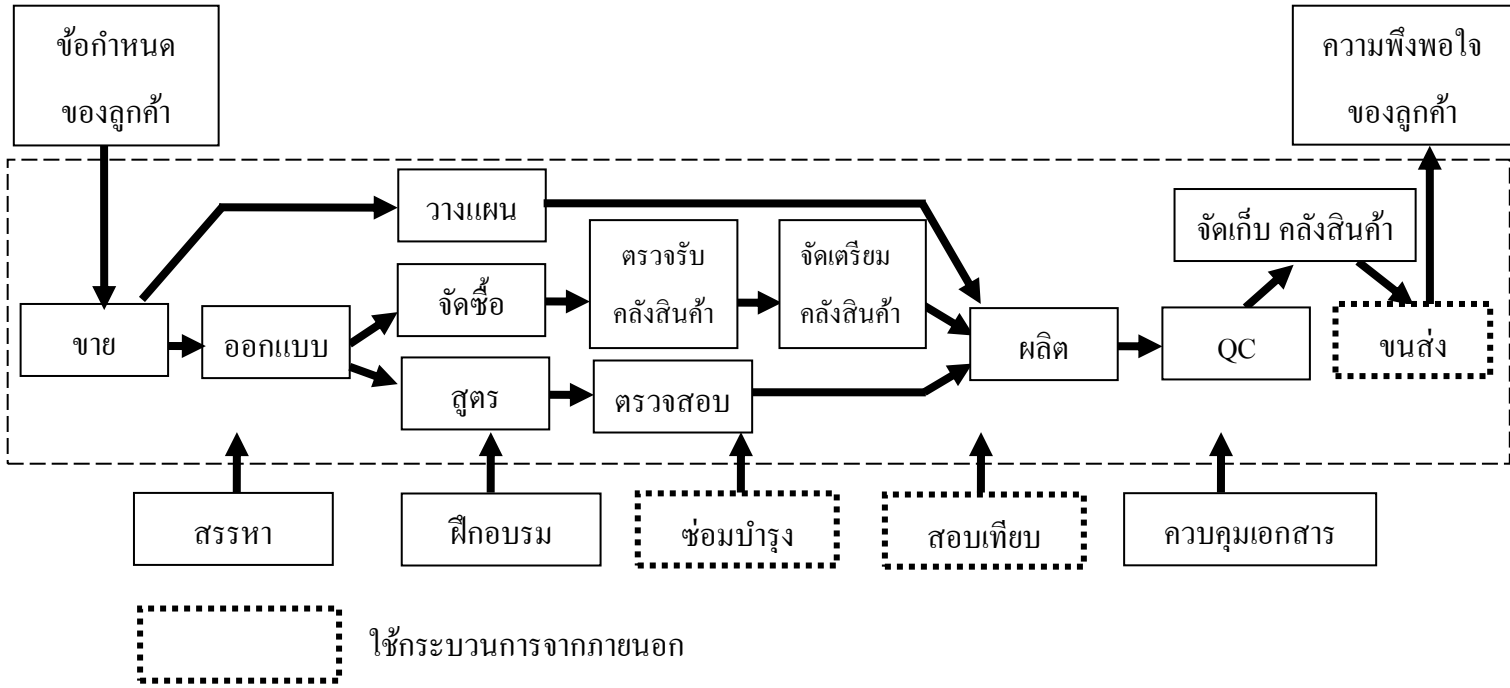 ข้อกำหนด
ของลูกค้า
ความพึงพอใจ
ของลูกค้า
วางแผน
จัดเก็บ คลังสินค้า
ตรวจรับ
คลังสินค้า
จัดเตรียม
คลังสินค้า
จัดซื้อ
ขาย
ออกแบบ
ผลิต
QC
ขนส่ง
สูตร
ตรวจสอบ
สรรหา
ฝึกอบรม
ซ่อมบำรุง
สอบเทียบ
ควบคุมเอกสาร
ใช้กระบวนการจากภายนอก